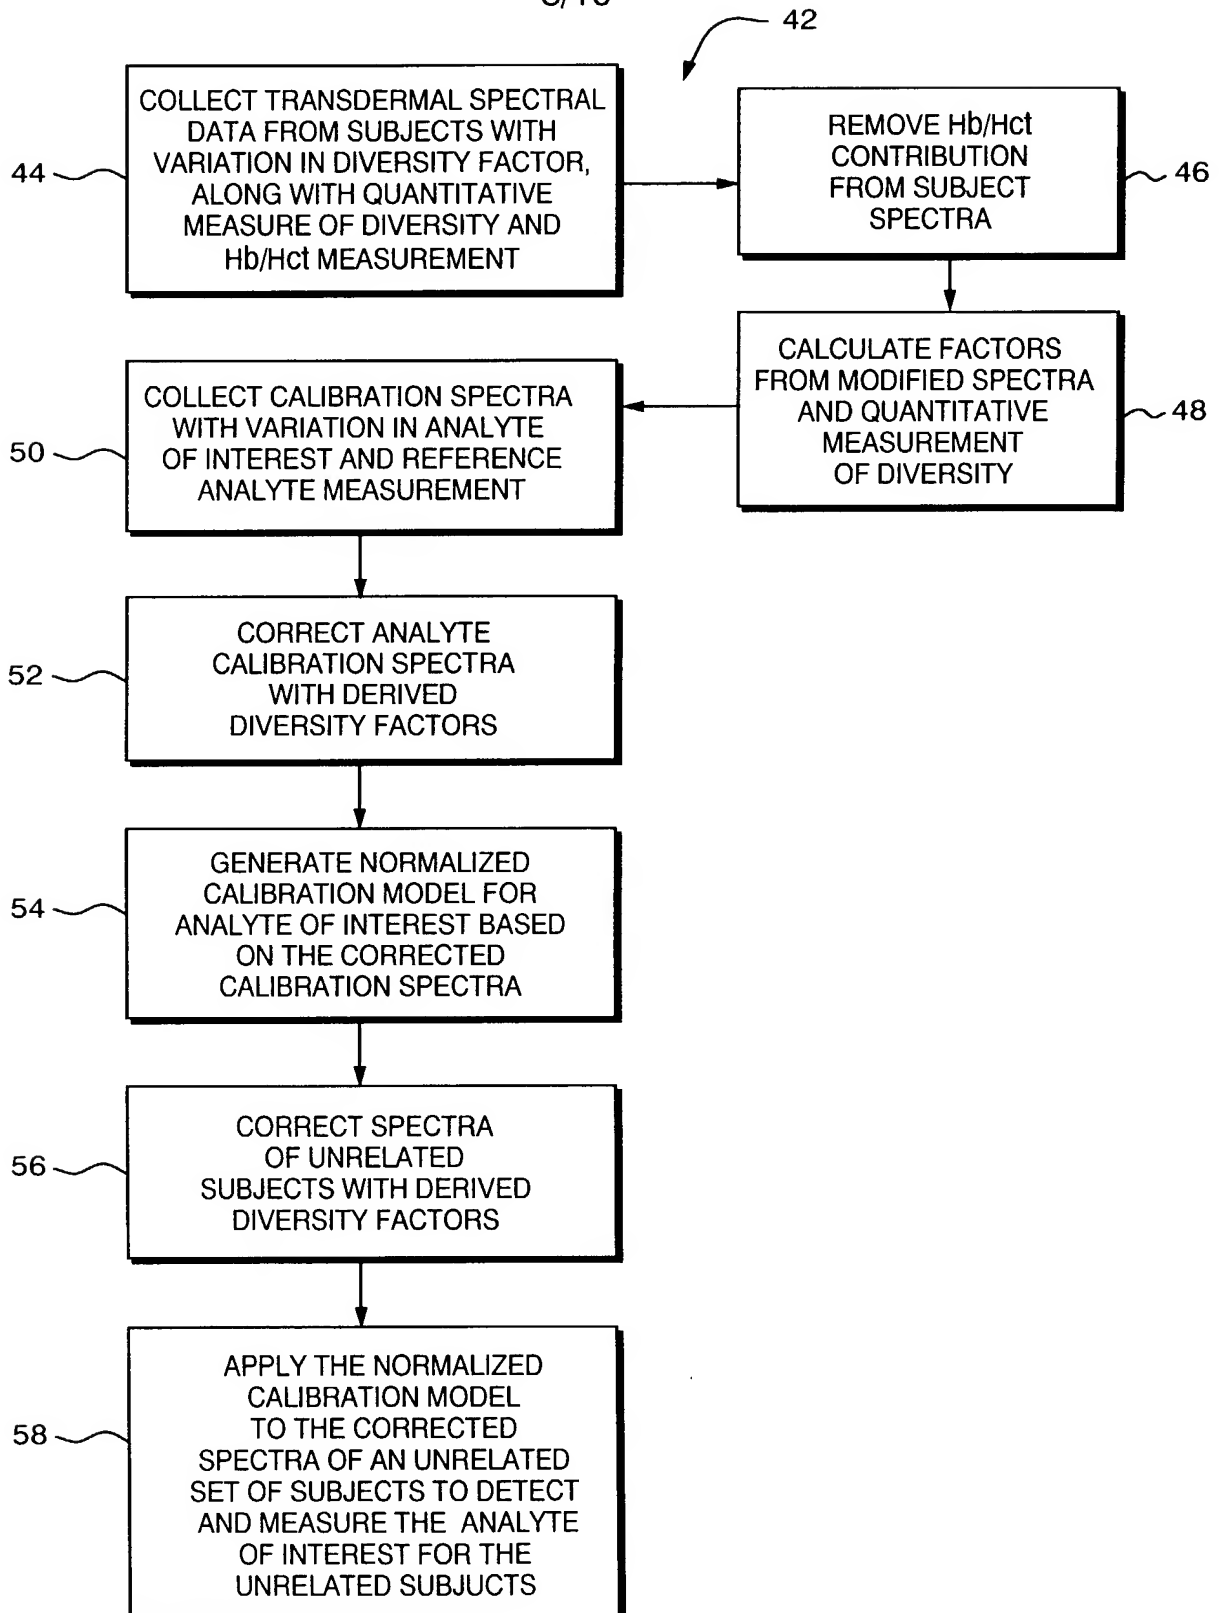 42
COLLECT TRANSDERMAL SPECTRAL
DATA FROM SUBJECTS WITH
VARIATION IN DIVERSITY FACTOR,
ALONG WITH QUANTITATIVE
MEASURE OF DIVERSITY AND
Hb/Hct MEASUREMENT
44
REMOVE Hb/Hct
CONTRIBUTION
FROM SUBJECT
SPECTRA
46
CALCULATE FACTORS
FROM MODIFIED SPECTRA
AND QUANTITATIVE
MEASUREMENT
OF DIVERSITY
48
COLLECT CALIBRATION SPECTRA
WITH VARIATION IN ANALYTE
OF INTEREST AND REFERENCE
ANALYTE MEASUREMENT
50
CORRECT ANALYTE
CALIBRATION SPECTRA
WITH DERIVED
DIVERSITY FACTORS
52
GENERATE NORMALIZED
CALIBRATION MODEL FOR
ANALYTE OF INTEREST BASED
ON THE CORRECTED
CALIBRATION SPECTRA
54
CORRECT SPECTRA
OF UNRELATED
SUBJECTS WITH DERIVED
DIVERSITY FACTORS
56
APPLY THE NORMALIZED
CALIBRATION MODEL
TO THE CORRECTED
SPECTRA OF AN UNRELATED
SET OF SUBJECTS TO DETECT
AND MEASURE THE ANALYTE
OF INTEREST FOR THE
UNRELATED SUBJUCTS
58